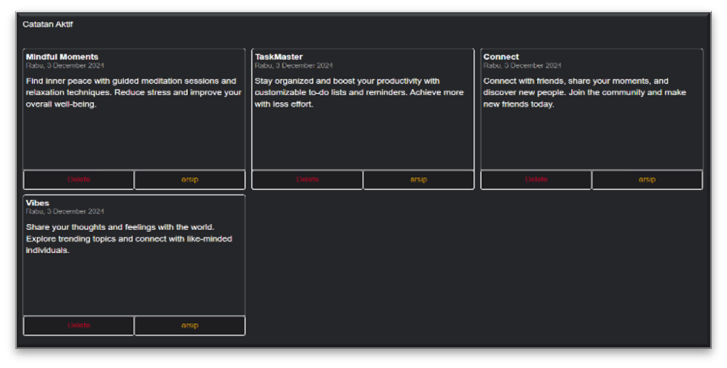 Catatan Aktif
Mindful Moments
Rabu, 3 December 2024
Find inner peace with guided meditation sessions and
relaxation techniques. Reduce stress and improve your
overall well-being.
Delete
arsip
TaskMaster
Rabu, 3 December 2024
Stay organized and boost your productivity with
customizable to-do lists and reminders. Achieve more
with less effort.
Delete
arsip
Connect
Rabu, 3 December 2024
Connect with friends, share your moments, and
discover new people. Join the community and make
new friends today.
Delete
arsip
Vibes
Rabu, 3 December 2024
Share your thoughts and feelings with the world.
Explore trending topics and connect with like-minded
individuals.
Delete
arsip